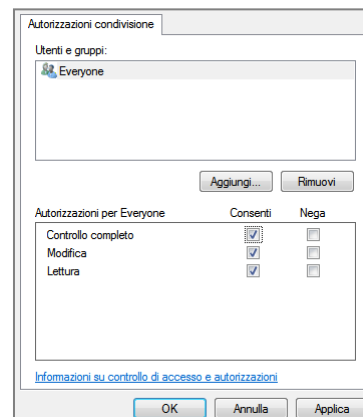 Autorizzazioni condivisione
Utenti e gruppi:
Everyone
Aggiungi... Rimuovi
Autorizzazioni per Everyone Consenti Nega
Controllo completo
Modifica
Lettura
Informazioni su controllo di accesso e autorizzazioni
OK Annulla Applica